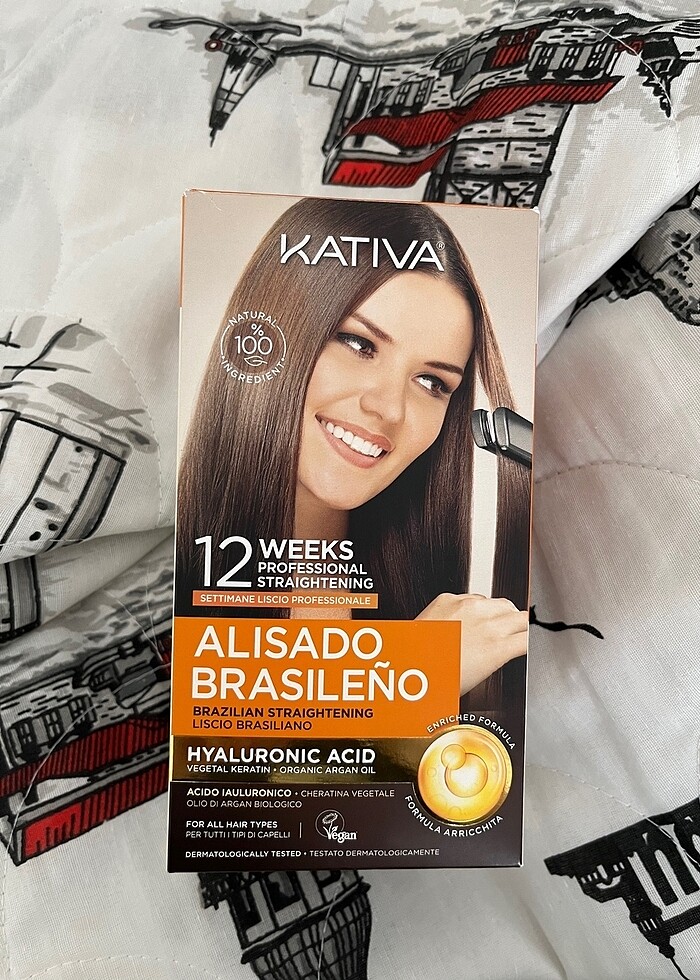 KATIVA®
NATURAL
%
100
INGREDIENT
12 WEEKS
PROFESSIONAL
STRAIGHTENING
SETTIMANE LISCIO PROFESSIONALE
ALISADO
BRASILEÑO
BRAZILIAN STRAIGHTENING
LISCIO BRASILIANO
HYALURONIC ACID
VEGETAL KERATIN • ORGANIC ARGAN OIL
ENRICHED FORMULA
FORMULA ARRICCHITA
ACIDO IAULURONICO • CHERATINA VEGETALE
OLIO DI ARGAN BIOLOGICO
FOR ALL HAIR TYPES
PER TUTTI I TIPI DI CAPELLI
Vegan
DERMATOLOGICALLY TESTED • TESTATO DERMATOLOGICAMENTE